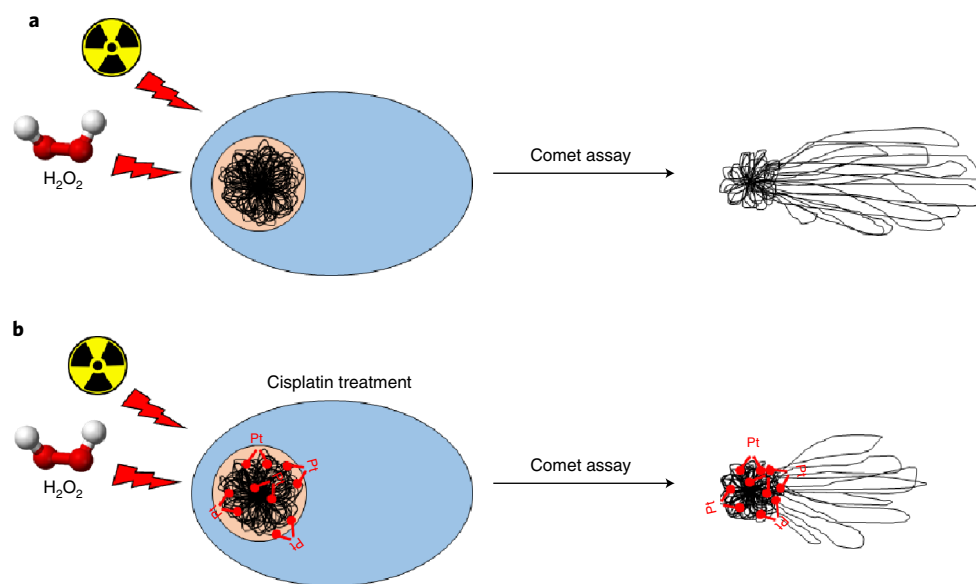 a
H₂O₂
Comet assay
b
Cisplatin treatment
H₂O₂
Pt
Pt
Pt
Pt
Comet assay
Pt
Pt
Pt
Pt